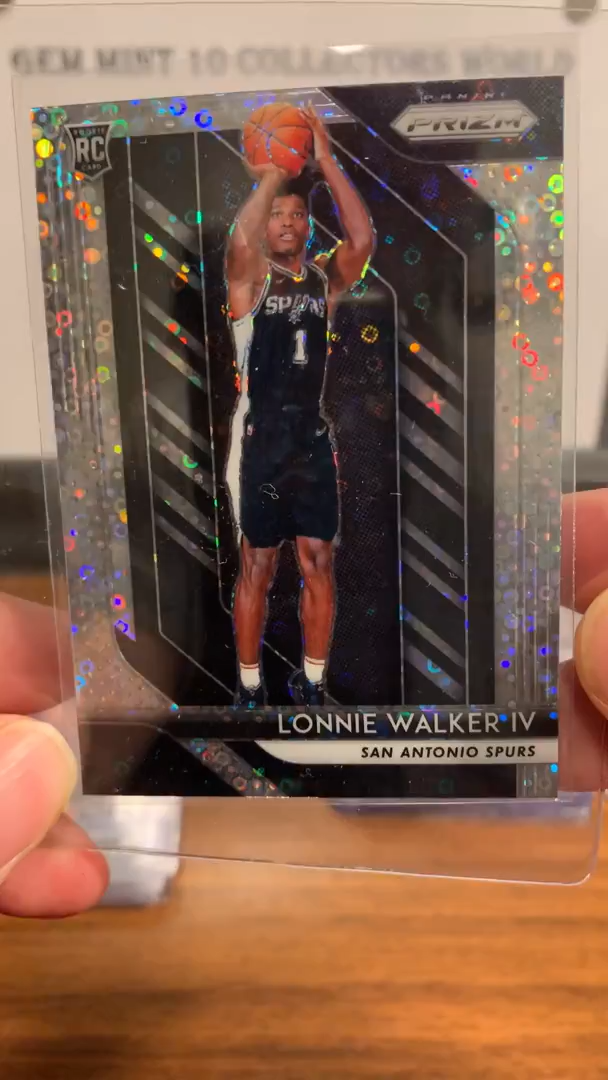 GEM MINT 10 COLLECTORS WORLD
PANINI
PRIZM
ROOKIE
RC
CARD
SPURS
1
LONNIE WALKER IV
SAN ANTONIO SPURS